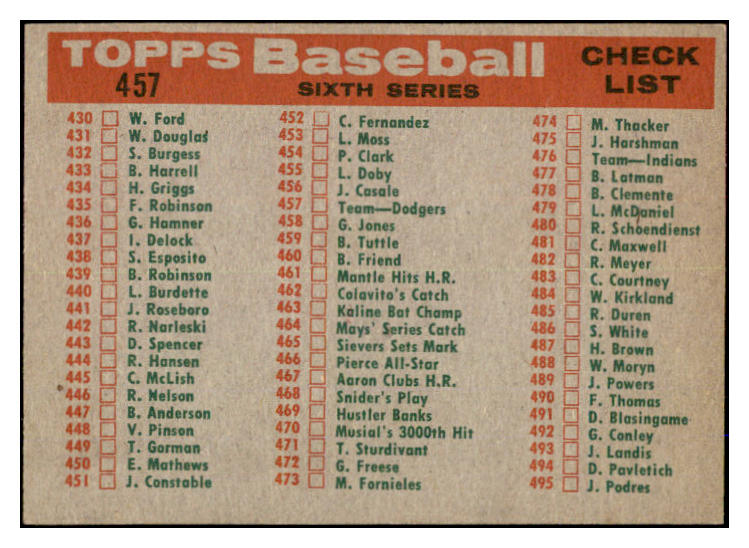 TOPPS Baseball CHECK
457 SIXTH SERIES LIST
430 W. Ford
431 W. Douglas
432 S. Burgess
433 B. Harrell
434 H. Griggs
435 F. Robinson
436 G. Hamner
437 I. Delock
438 S. Esposito
439 B. Robinson
440 L. Burdette
441 J. Roseboro
442 R. Narleski
443 D. Spencer
444 R. Hansen
445 C. McLish
446 R. Nelson
447 B. Anderson
448 V. Pinson
449 T. Gorman
450 E. Mathews
451 J. Constable
452 C. Fernandez
453 L. Moss
454 P. Clark
455 L. Doby
456 J. Casale
457 Team—Dodgers
458 G. Jones
459 B. Tuttle
460 B. Friend
461 Mantle Hits H.R.
462 Colavito's Catch
463 Kaline Bat Champ
464 Mays' Series Catch
465 Sievers Sets Mark
466 Pierce All-Star
467 Aaron Clubs H.R.
468 Snider's Play
469 Hustler Banks
470 Musial's 3000th Hit
471 T. Sturdivant
472 G. Freese
473 M. Fornieles
474 M. Thacker
475 J. Harshman
476 Team—Indians
477 B. Latman
478 B. Clemente
479 L. McDaniel
480 R. Schoendienst
481 C. Maxwell
482 R. Meyer
483 C. Courtney
484 W. Kirkland
485 R. Duren
486 S. White
487 H. Brown
488 W. Moryn
489 J. Powers
490 F. Thomas
491 D. Blasingame
492 G. Conley
493 J. Landis
494 D. Pavletich
495 J. Podres